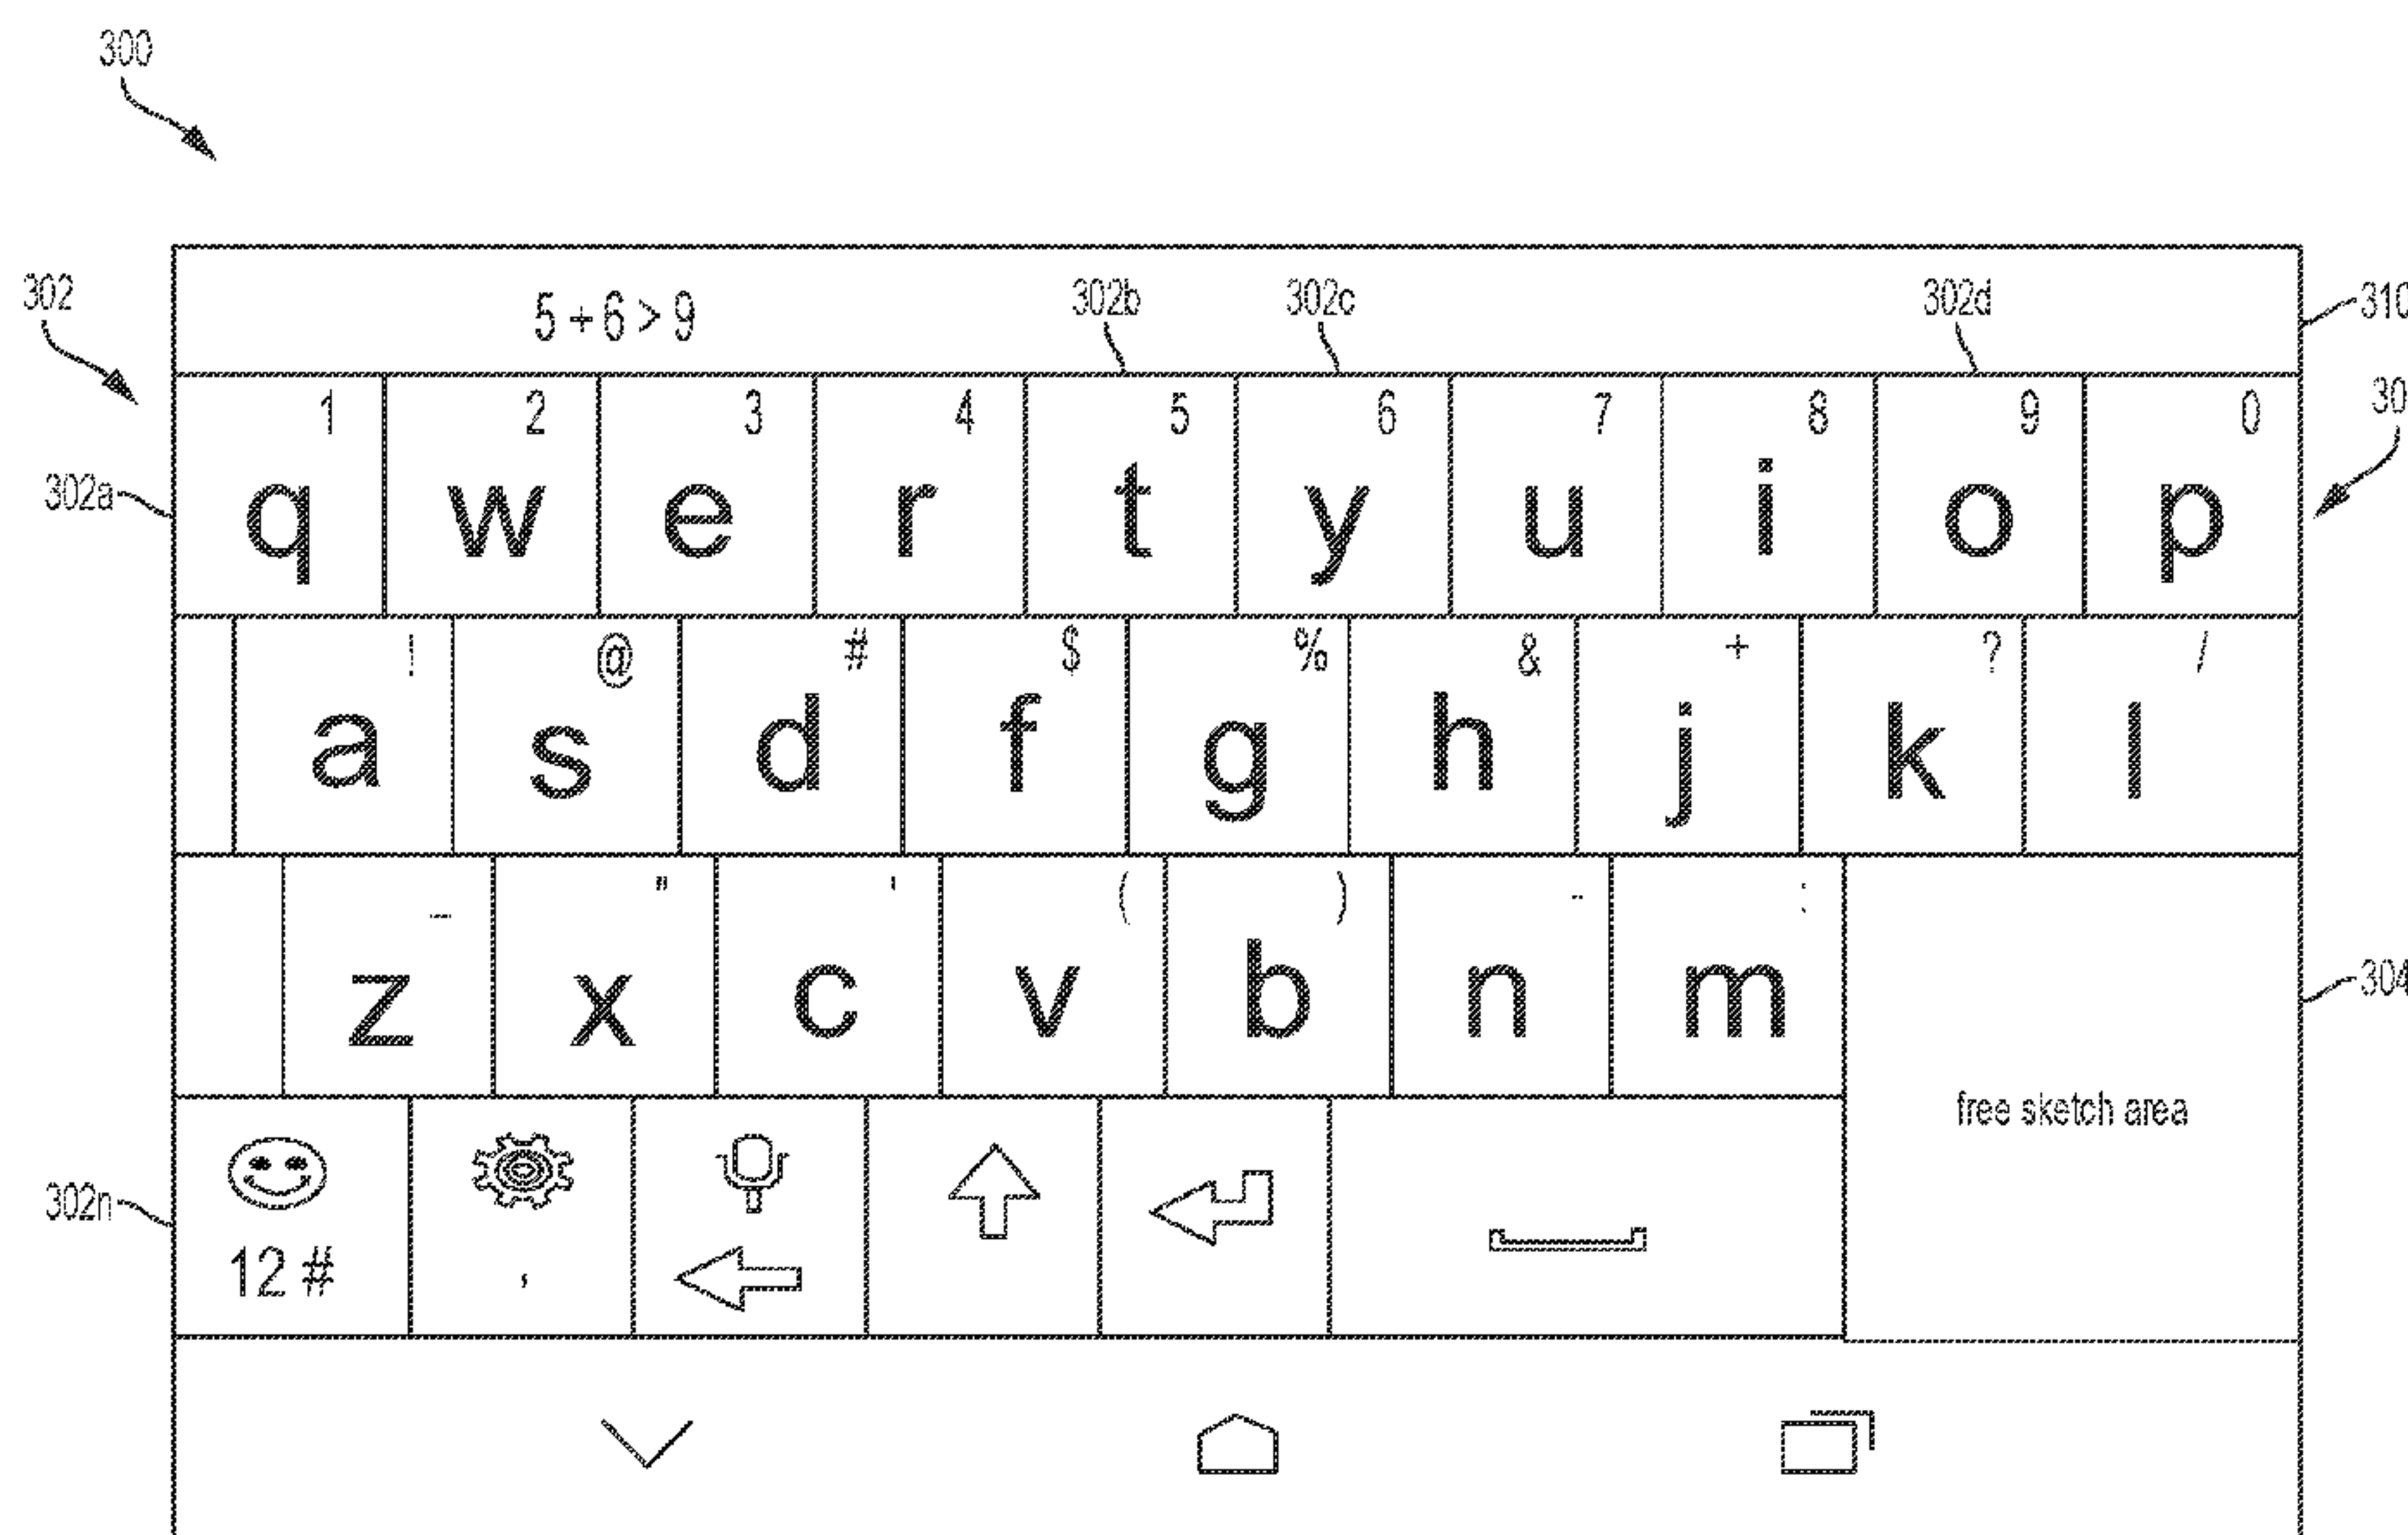 300
302
5 + 6 > 9
302b 302c 302d
310
1 2 3 4 5 6 7 8 9 0
30
302a
q w e r t y u i o p
! @ # $ % & + ? /
a s d f g h j k l
_ " ' ( ) - :
z x c v b n m
304
free sketch area
302n
12 #
,